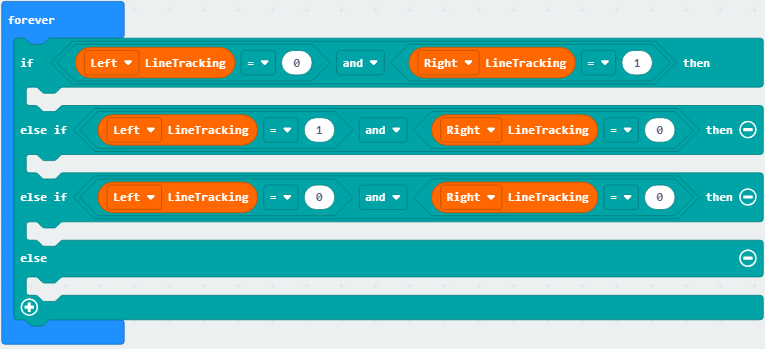 forever
if Left LineTracking = 0 and Right LineTracking = 1 then
else if Left LineTracking = 1 and Right LineTracking = 0 then
else if Left LineTracking = 0 and Right LineTracking = 0 then
else